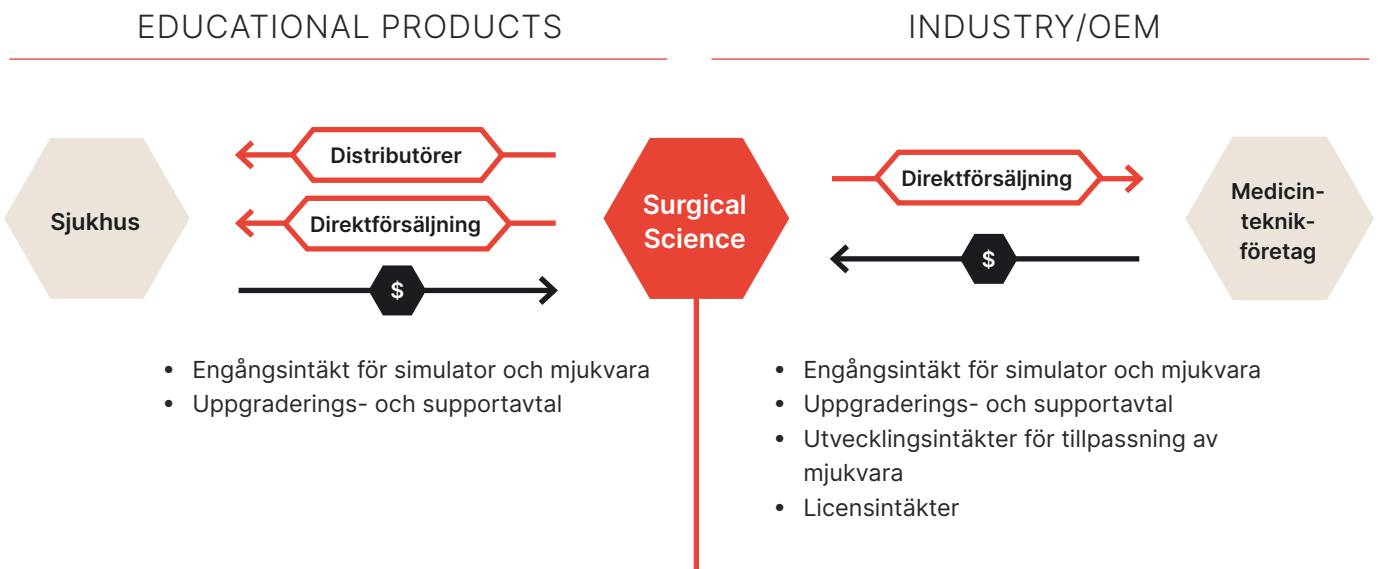 EDUCATIONAL PRODUCTS
INDUSTRY/OEM
Sjukhus
Distributörer
Direktförsäljning
$
Surgical
Science
Direktförsäljning
$
Medicin-
teknik-
företag
• Engångsintäkt för simulator och mjukvara
• Uppgraderings- och supportavtal
• Engångsintäkt för simulator och mjukvara
• Uppgraderings- och supportavtal
• Utvecklingsintäkter för tillpassning av
mjukvara
• Licensintäkter